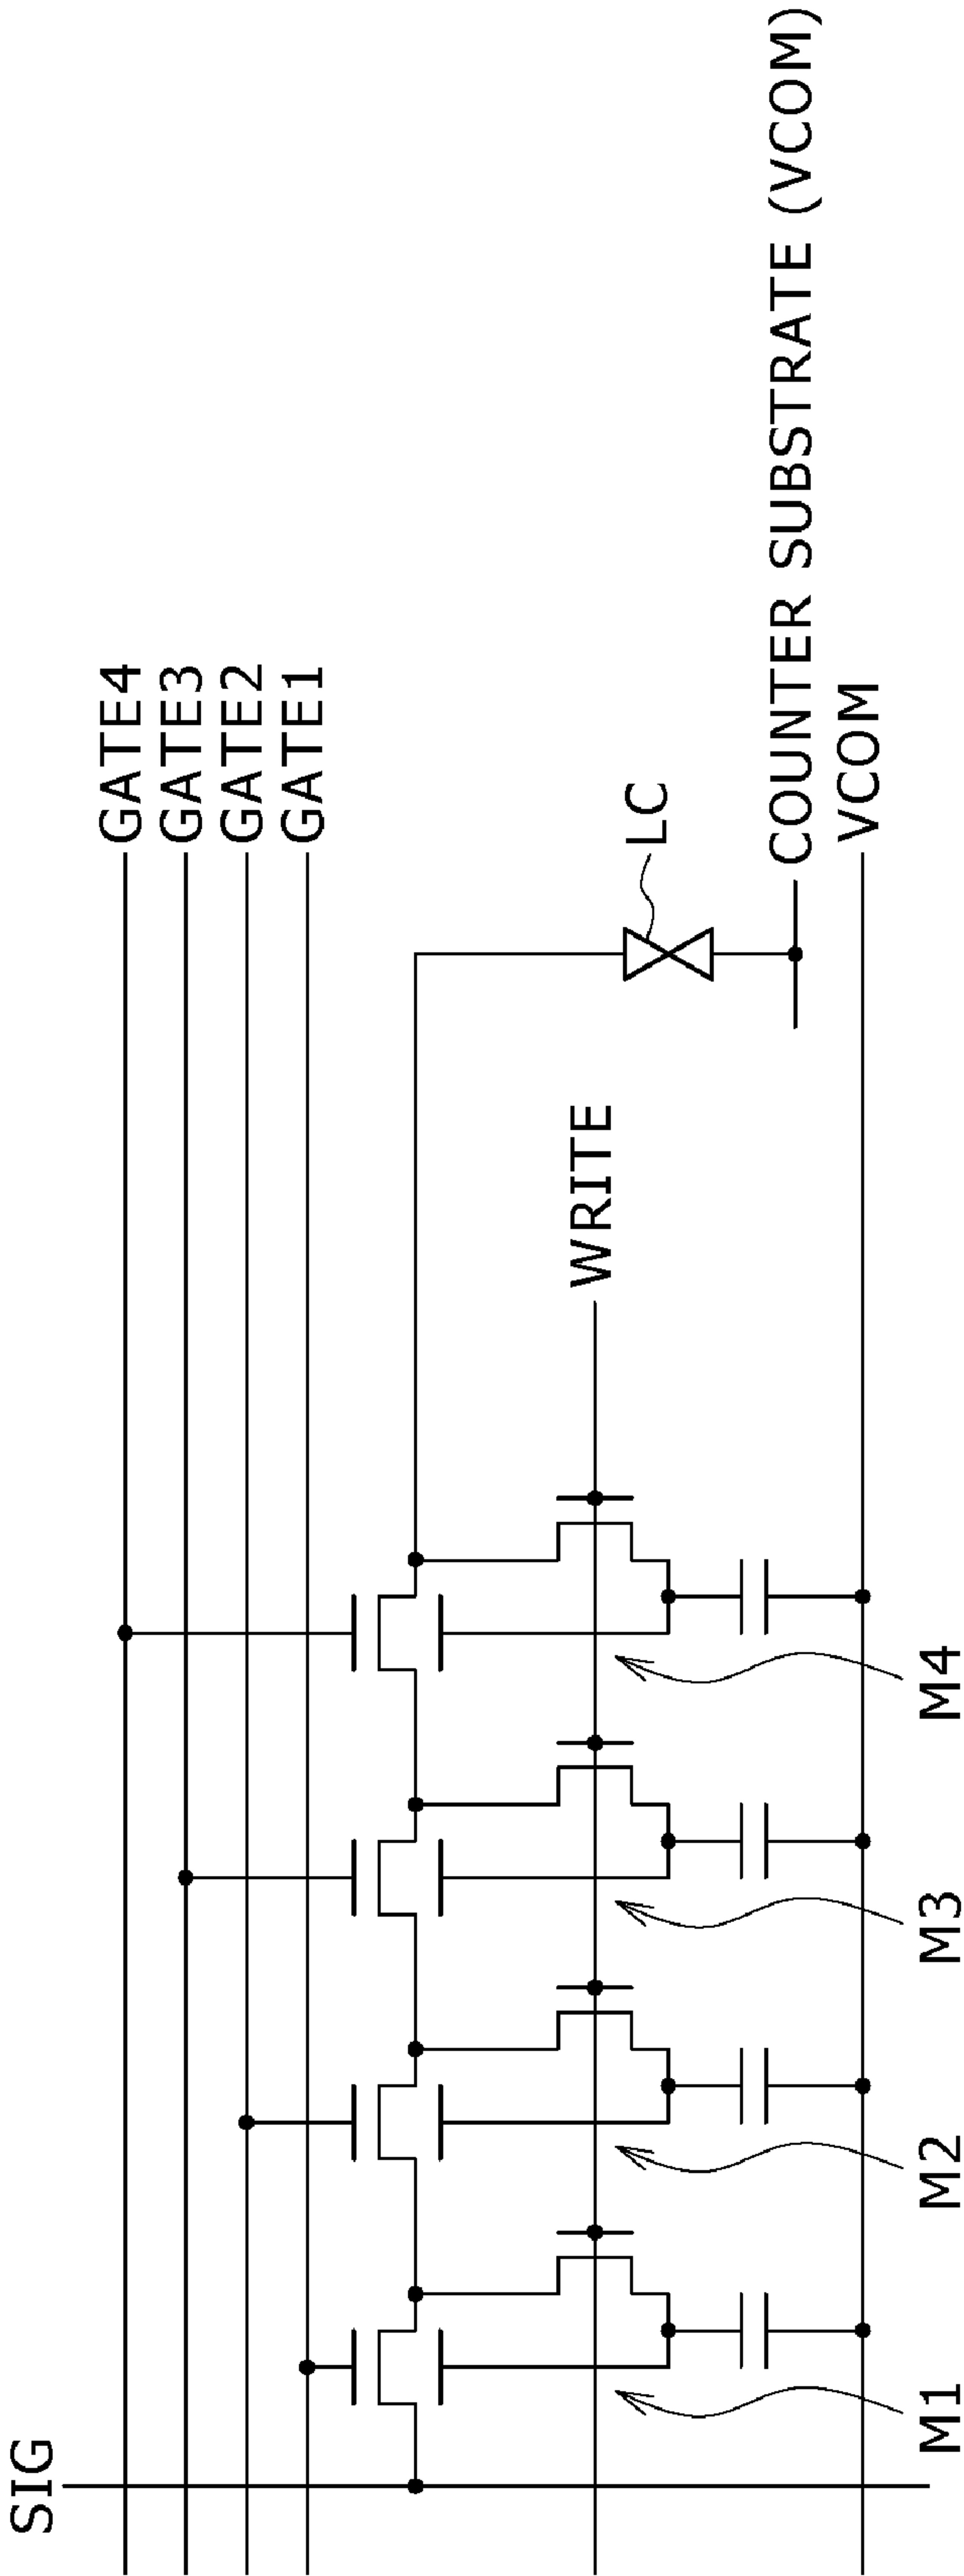 SIG
GATE4
GATE3
GATE2
GATE1
LC
WRITE
COUNTER SUBSTRATE (VCOM)
VCOM
M1
M2
M3
M4